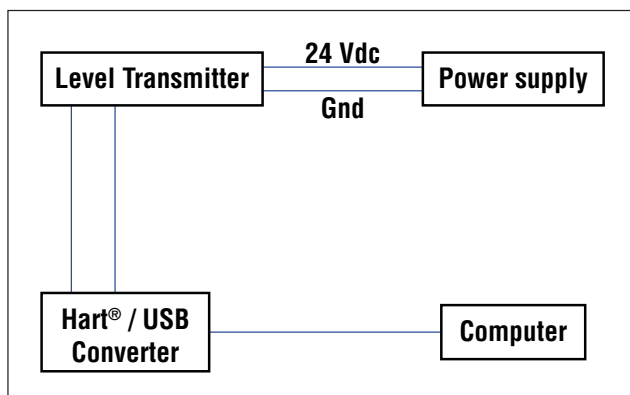 24 Vdc
Level Transmitter
Power supply
Gnd
Hart® / USB
Converter
Computer